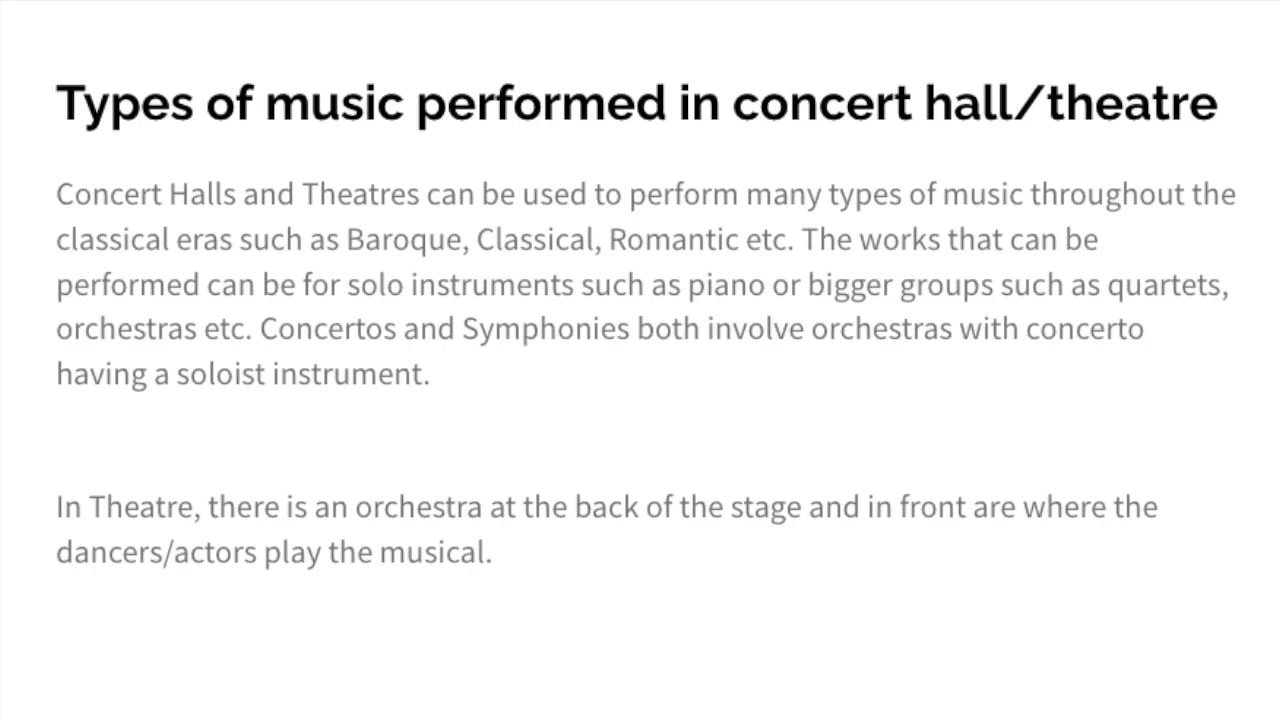 Types of music performed in concert hall/theatre
Concert Halls and Theatres can be used to perform many types of music throughout the
classical eras such as Baroque, Classical, Romantic etc. The works that can be
performed can be for solo instruments such as piano or bigger groups such as quartets,
orchestras etc. Concertos and Symphonies both involve orchestras with concerto
having a soloist instrument.
In Theatre, there is an orchestra at the back of the stage and in front are where the
dancers/actors play the musical.